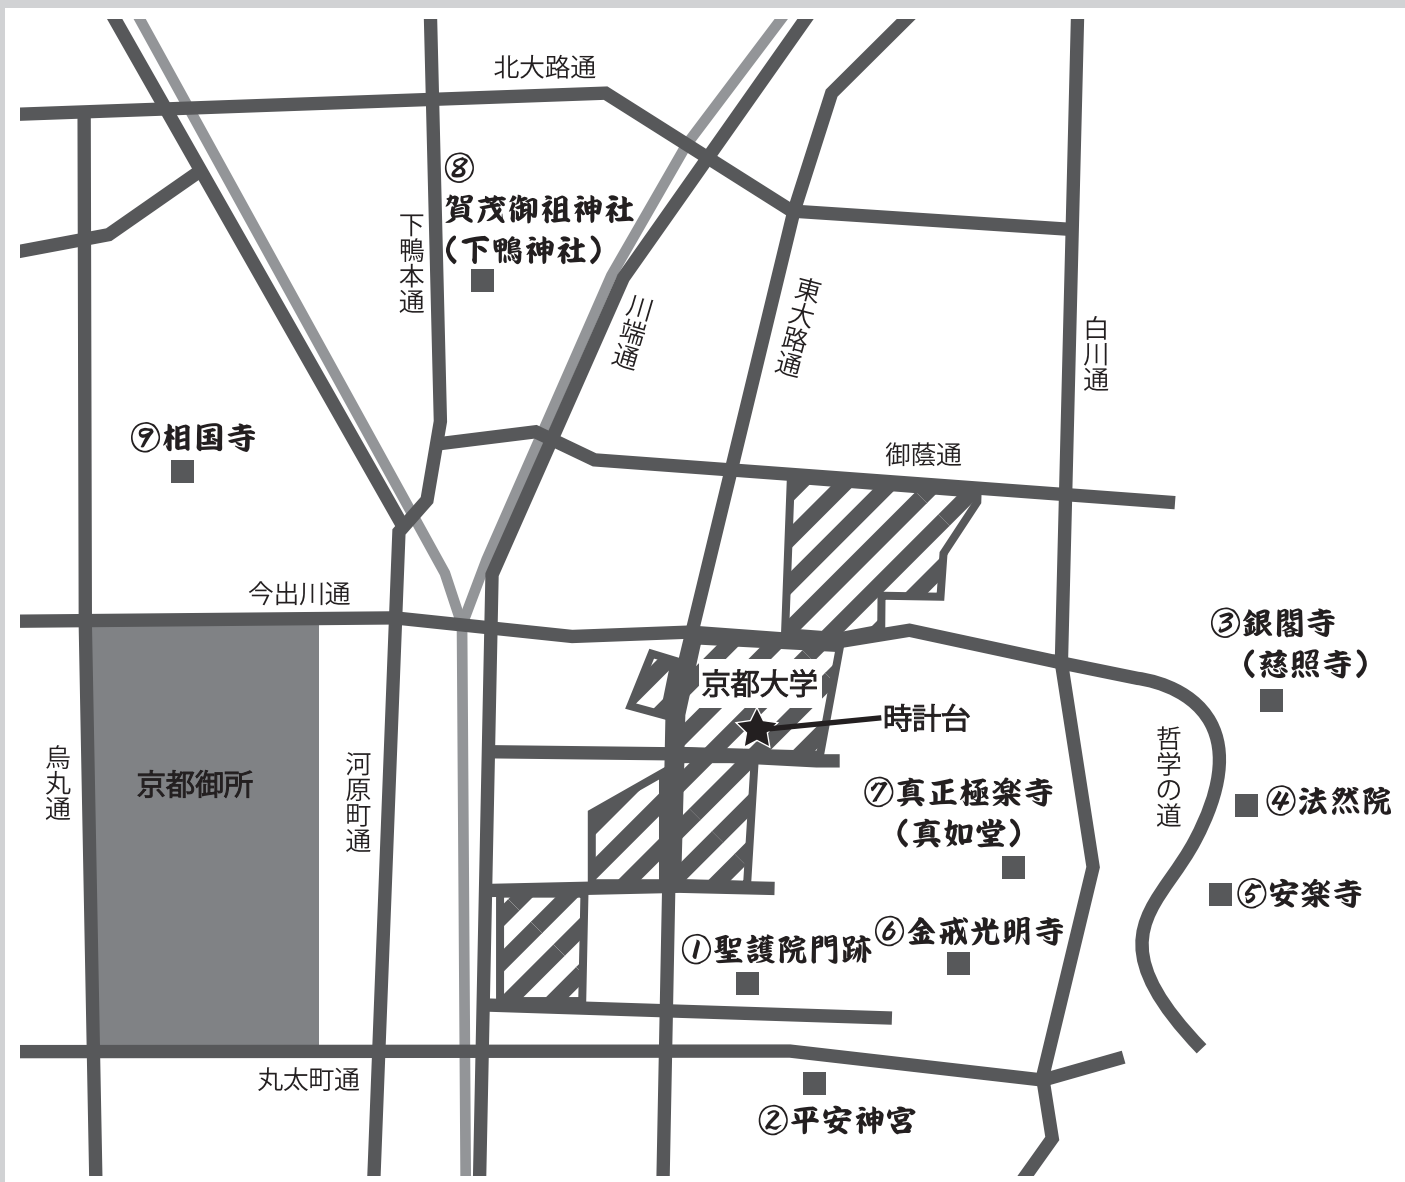 北大路通
⑧
賀茂御祖神社
(下鴨神社)
下鴨本通
川端通
東大路通
白川通
⑨相国寺
御蔭通
今出川通
③銀閣寺
(慈照寺)
京都大学
時計台
烏丸通
京都御所
河原町通
哲学の道
⑦真正極楽寺
(真如堂)
④法然院
⑤安楽寺
①聖護院門跡
⑥金戒光明寺
丸太町通
②平安神宮